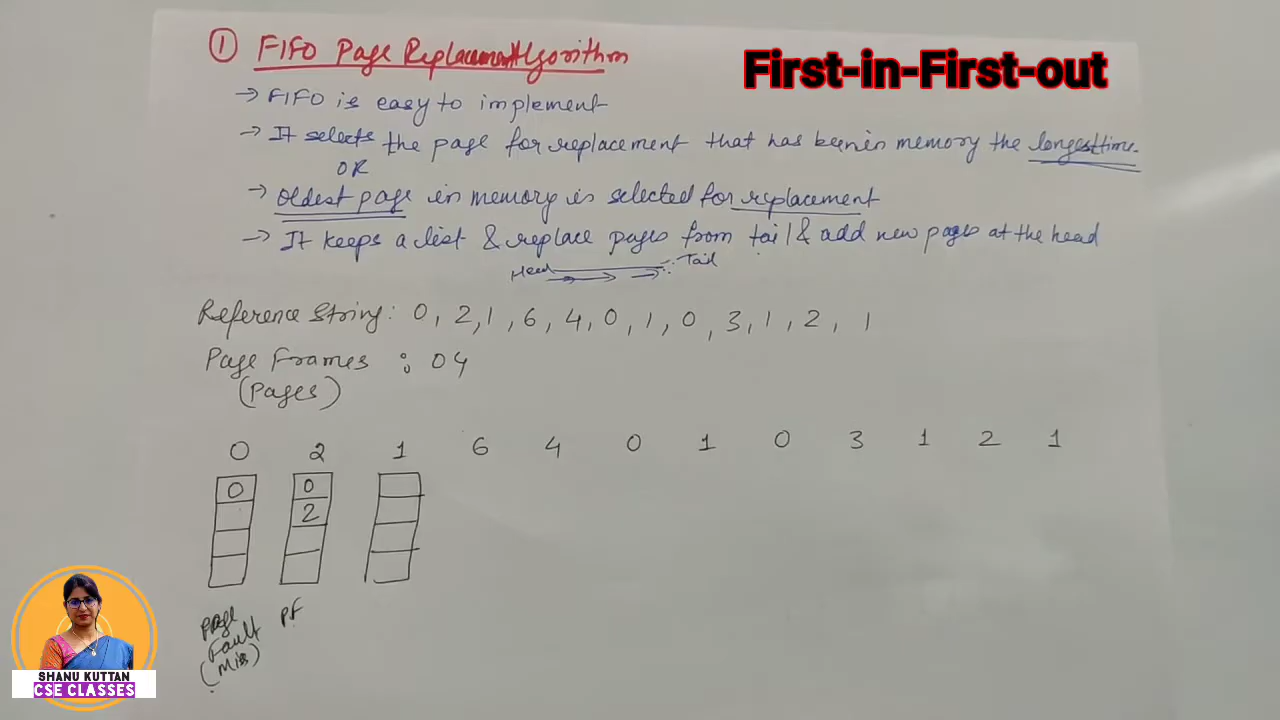 ① FIFO Page Replacement Algorithm
First-in-First-out
→ FIFO is easy to implement
→ It selects the page for replacement that has been in memory the longest time.
OR
→ Oldest page in memory is selected for replacement
→ It keeps a list & replace pages from tail & add new pages at the head
Head Tail
Reference String: 0, 2, 1, 6, 4, 0, 1, 0, 3, 1, 2, 1
Page Frames : 04
(Pages)
0 2 1 6 4 0 1 0 3 1 2 1
0 0
2
Page PF
Fault
(Miss)
SHANU KUTTAN
CSE CLASSES